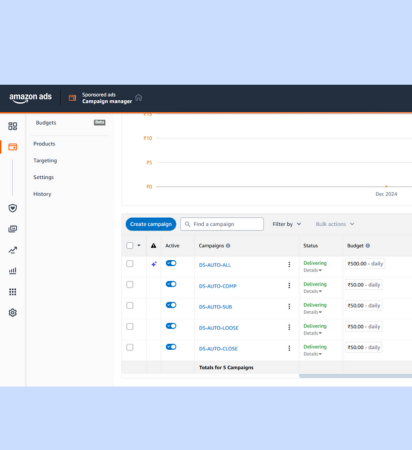 amazon ads
Sponsored ads
Campaign manager
Budgets
Beta
Products
Targeting
Settings
History
₹15
₹10
₹5
₹0
Dec 2024
Create campaign
Find a campaign
Filter by
Bulk actions
Active Campaigns Status Budget
DS-AUTO-ALL Delivering ₹500.00 - daily
Details
DS-AUTO-COMP Delivering ₹50.00 - daily
Details
DS-AUTO-SUB Delivering ₹50.00 - daily
Details
DS-AUTO-LOOSE Delivering ₹50.00 - daily
Details
DS-AUTO-CLOSE Delivering ₹50.00 - daily
Details
Totals for 5 Campaigns